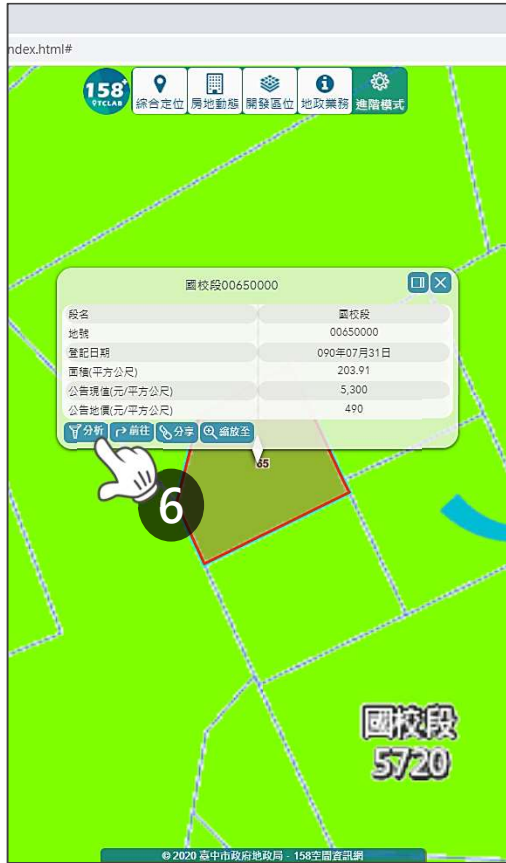 ndex.html#
158+
TCLAB
綜合定位
房地動態
開發區位
地政業務
進階模式
國校段00650000
段名 國校段
地號 00650000
登記日期 090年07月31日
面積(平方公尺) 203.91
公告現值(元/平方公尺) 5,300
公告地價(元/平方公尺) 490
分析 前往 分享 縮放至
65
6
國校段
5720
© 2020 臺中市政府地政局 - 158空間資訊網